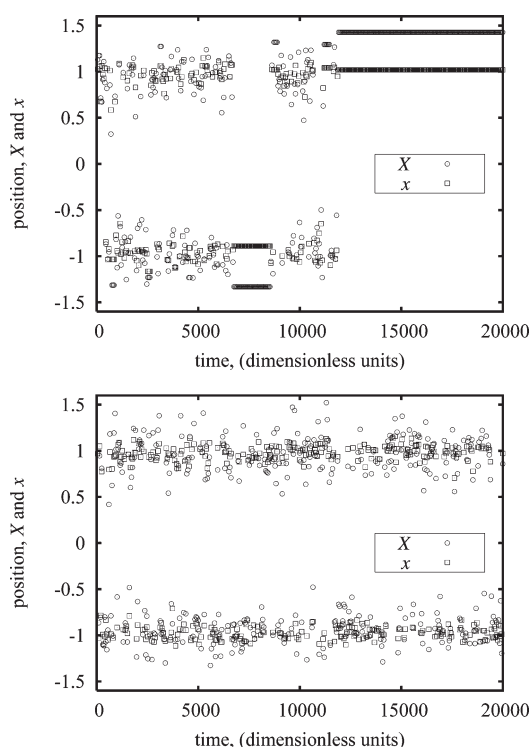 1.5
1
0.5
0
-0.5
-1
-1.5
position, X and x
X
x
0 5000 10000 15000 20000
time, (dimensionless units)
1.5
1
0.5
0
-0.5
-1
-1.5
position, X and x
X
x
0 5000 10000 15000 20000
time, (dimensionless units)